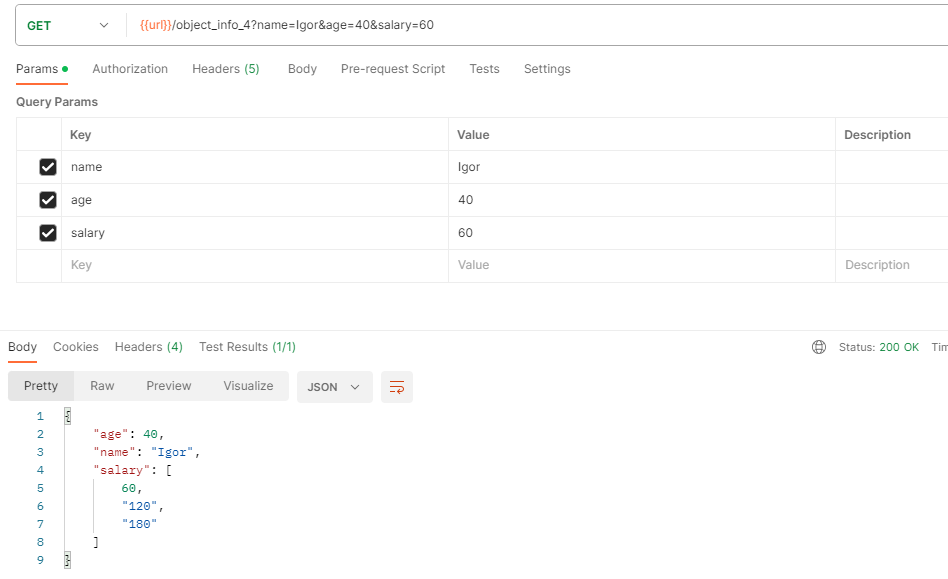 GET {{url}}/object_info_4?name=Igor&age=40&salary=60
Params Authorization Headers (5) Body Pre-request Script Tests Settings
Query Params
Key Value Description
name Igor
age 40
salary 60
Key Value Description
Body Cookies Headers (4) Test Results (1/1) Status: 200 OK Tim
Pretty Raw Preview Visualize JSON
1 {
2 "age": 40,
3 "name": "Igor",
4 "salary": [
5 60,
6 "120",
7 "180"
8 ]
9 }